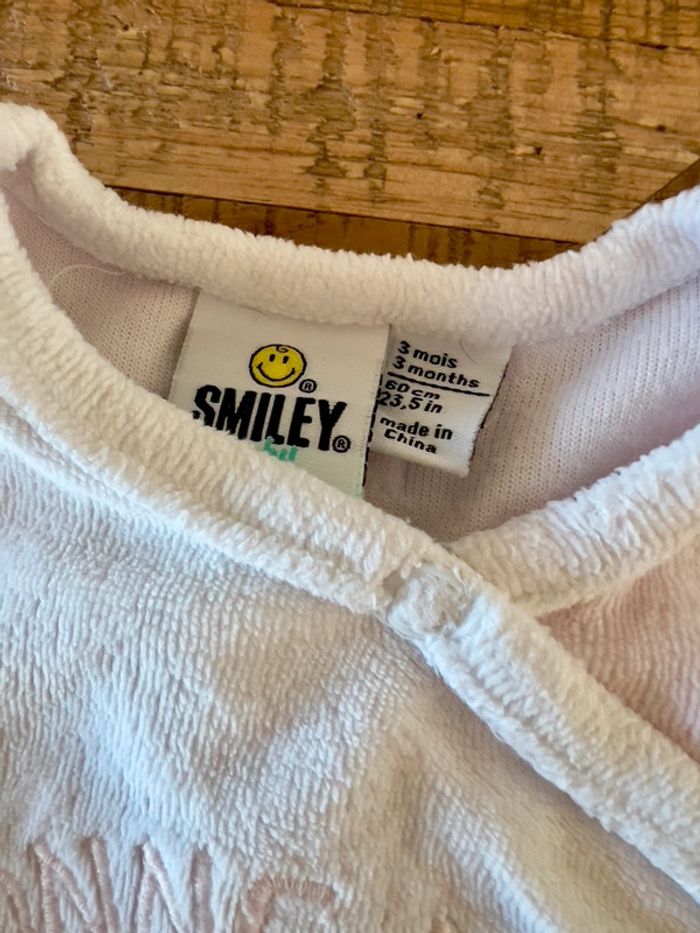 SMILEY®
3 mois
3 months
60 cm
23,5 in
made in
China